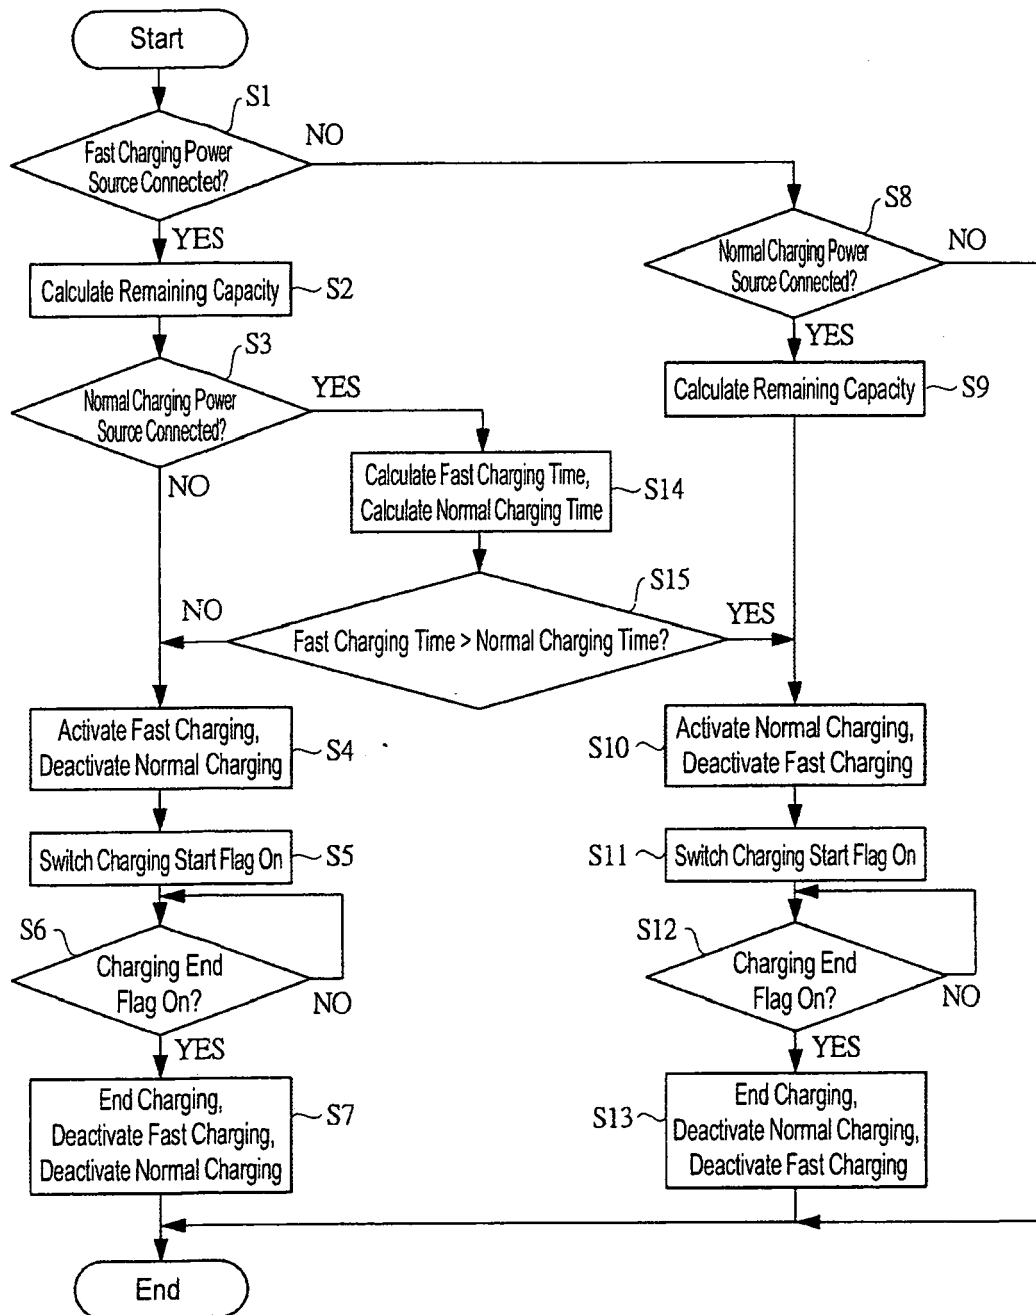 Start
S1
Fast Charging Power
Source Connected?
NO
YES
S8
Normal Charging Power
Source Connected?
NO
YES
Calculate Remaining Capacity
S2
S3
Normal Charging Power
Source Connected?
YES
NO
Calculate Remaining Capacity
S9
Calculate Fast Charging Time,
Calculate Normal Charging Time
S14
S15
Fast Charging Time > Normal Charging Time?
NO
YES
Activate Fast Charging,
Deactivate Normal Charging
S4
S10
Activate Normal Charging,
Deactivate Fast Charging
Switch Charging Start Flag On
S5
S11
Switch Charging Start Flag On
S6
Charging End
Flag On?
NO
YES
S12
Charging End
Flag On?
NO
YES
End Charging,
Deactivate Fast Charging,
Deactivate Normal Charging
S7
S13
End Charging,
Deactivate Normal Charging,
Deactivate Fast Charging
End